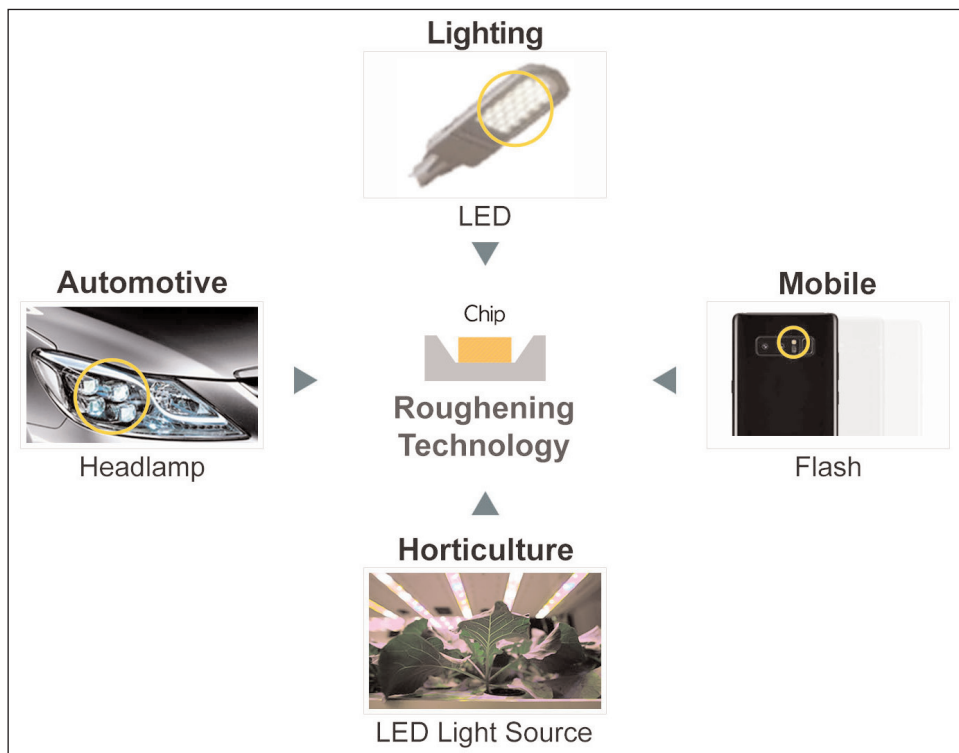 Lighting
LED
Automotive
Headlamp
Chip
Roughening
Technology
Mobile
Flash
Horticulture
LED Light Source